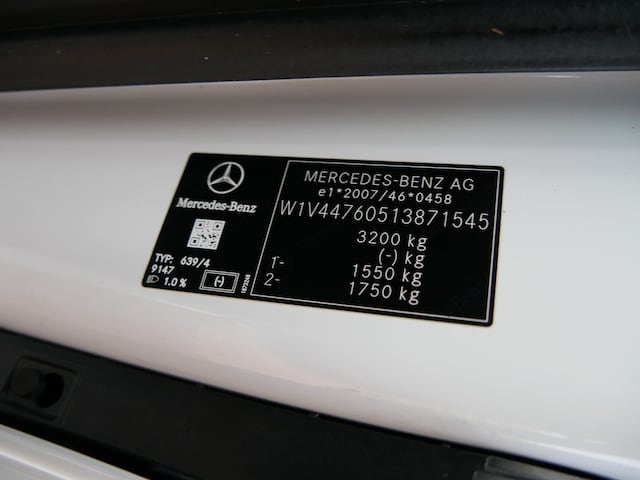 Mercedes-Benz
TYP: 639/4
9147
1.0 %
(-)
MERCEDES-BENZ AG
e1*2007/46*0458
W1V44760513871545
3200 kg
(-) kg
1- 1550 kg
2- 1750 kg